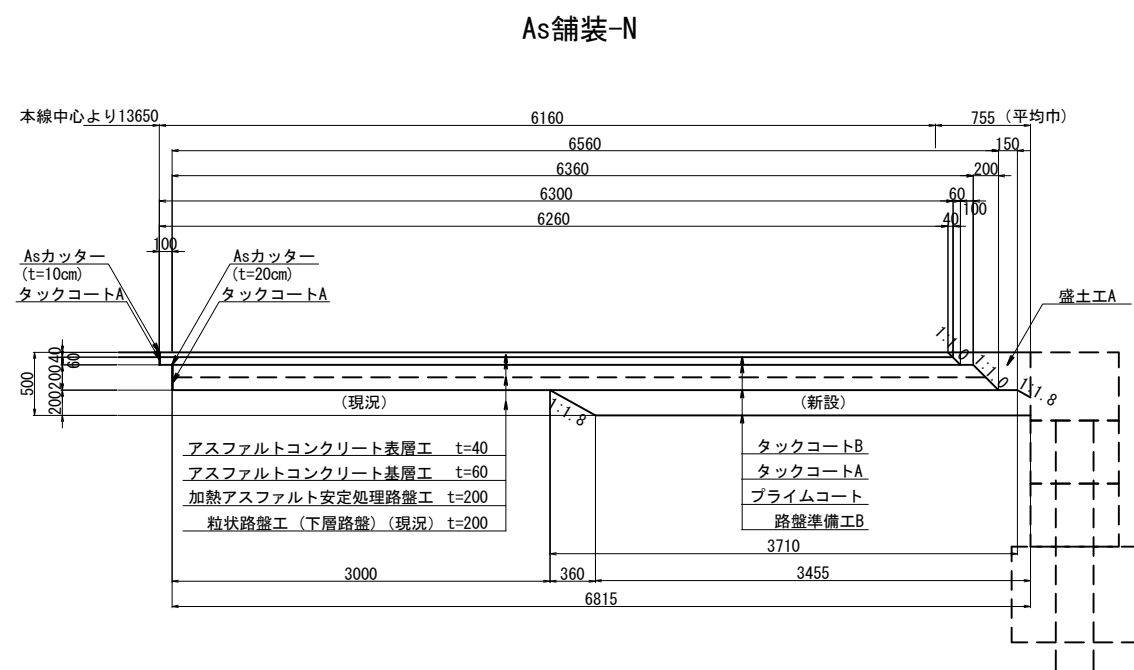 As舗装-N
本線中心より13650
6160
755 (平均巾)
6560
150
6360
200
6300
60
100
6260
40
100
Asカッター
(t=10cm)
タックコートA
Asカッター
(t=20cm)
タックコートA
盛土工A
500
40
60
200
200
1:1.0
1:1.0
1:1.8
(現況)
1:1.8
(新設)
アスファルトコンクリート表層工 t=40
アスファルトコンクリート基層工 t=60
加熱アスファルト安定処理路盤工 t=200
粒状路盤工 (下層路盤) (現況) t=200
タックコートB
タックコートA
プライムコート
路盤準備工B
3710
3000
360
3455
6815